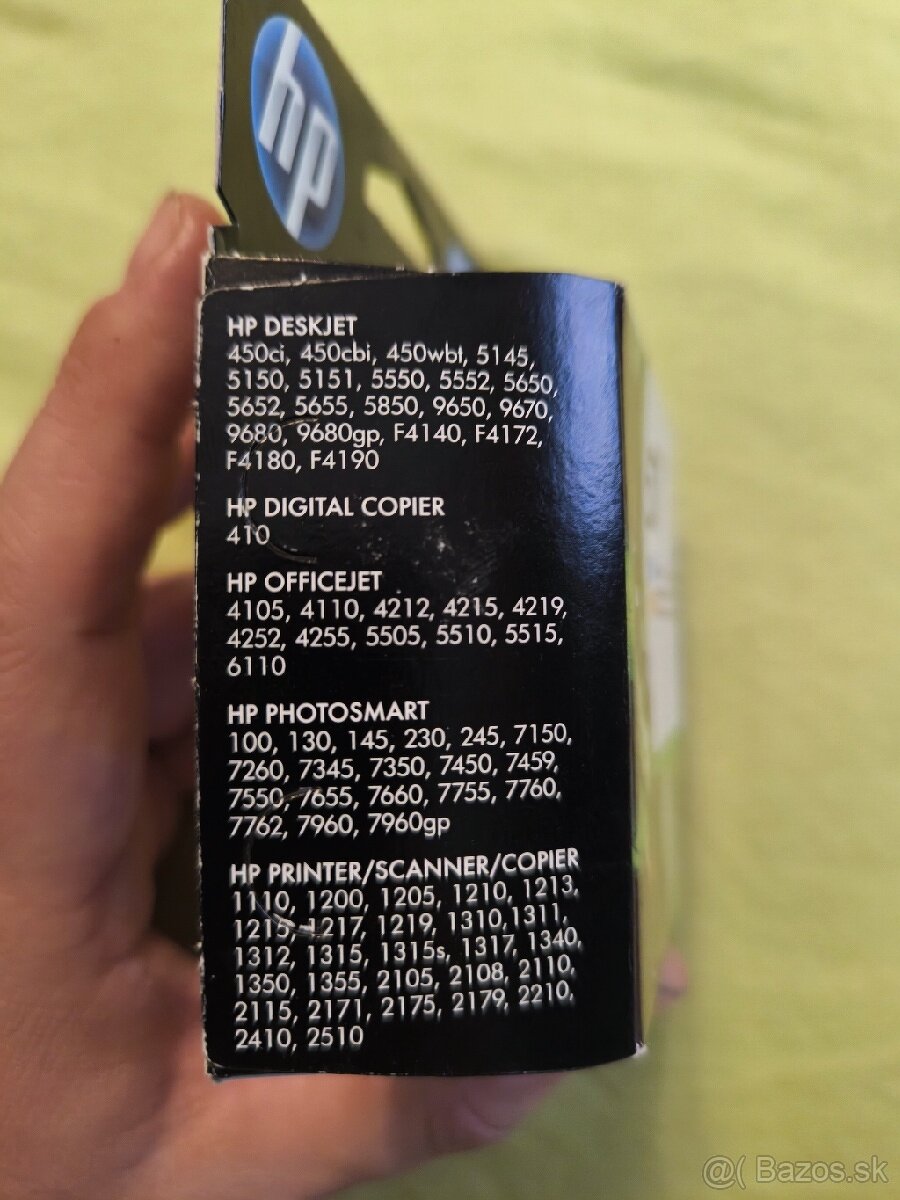 hp
HP DESKJET
450ci, 450cbi, 450wbt, 5145,
5150, 5151, 5550, 5552, 5650,
5652, 5655, 5850, 9650, 9670,
9680, 9680gp, F4140, F4172,
F4180, F4190
HP DIGITAL COPIER
410
HP OFFICEJET
4105, 4110, 4212, 4215, 4219,
4252, 4255, 5505, 5510, 5515,
6110
HP PHOTOSMART
100, 130, 145, 230, 245, 7150,
7260, 7345, 7350, 7450, 7459,
7550, 7655, 7660, 7755, 7760,
7762, 7960, 7960gp
HP PRINTER/SCANNER/COPIER
1110, 1200, 1205, 1210, 1213,
1215, 1217, 1219, 1310,1311,
1312, 1315, 1315s, 1317, 1340,
1350, 1355, 2105, 2108, 2110,
2115, 2171, 2175, 2179, 2210,
2410, 2510
@( Bazos.sk